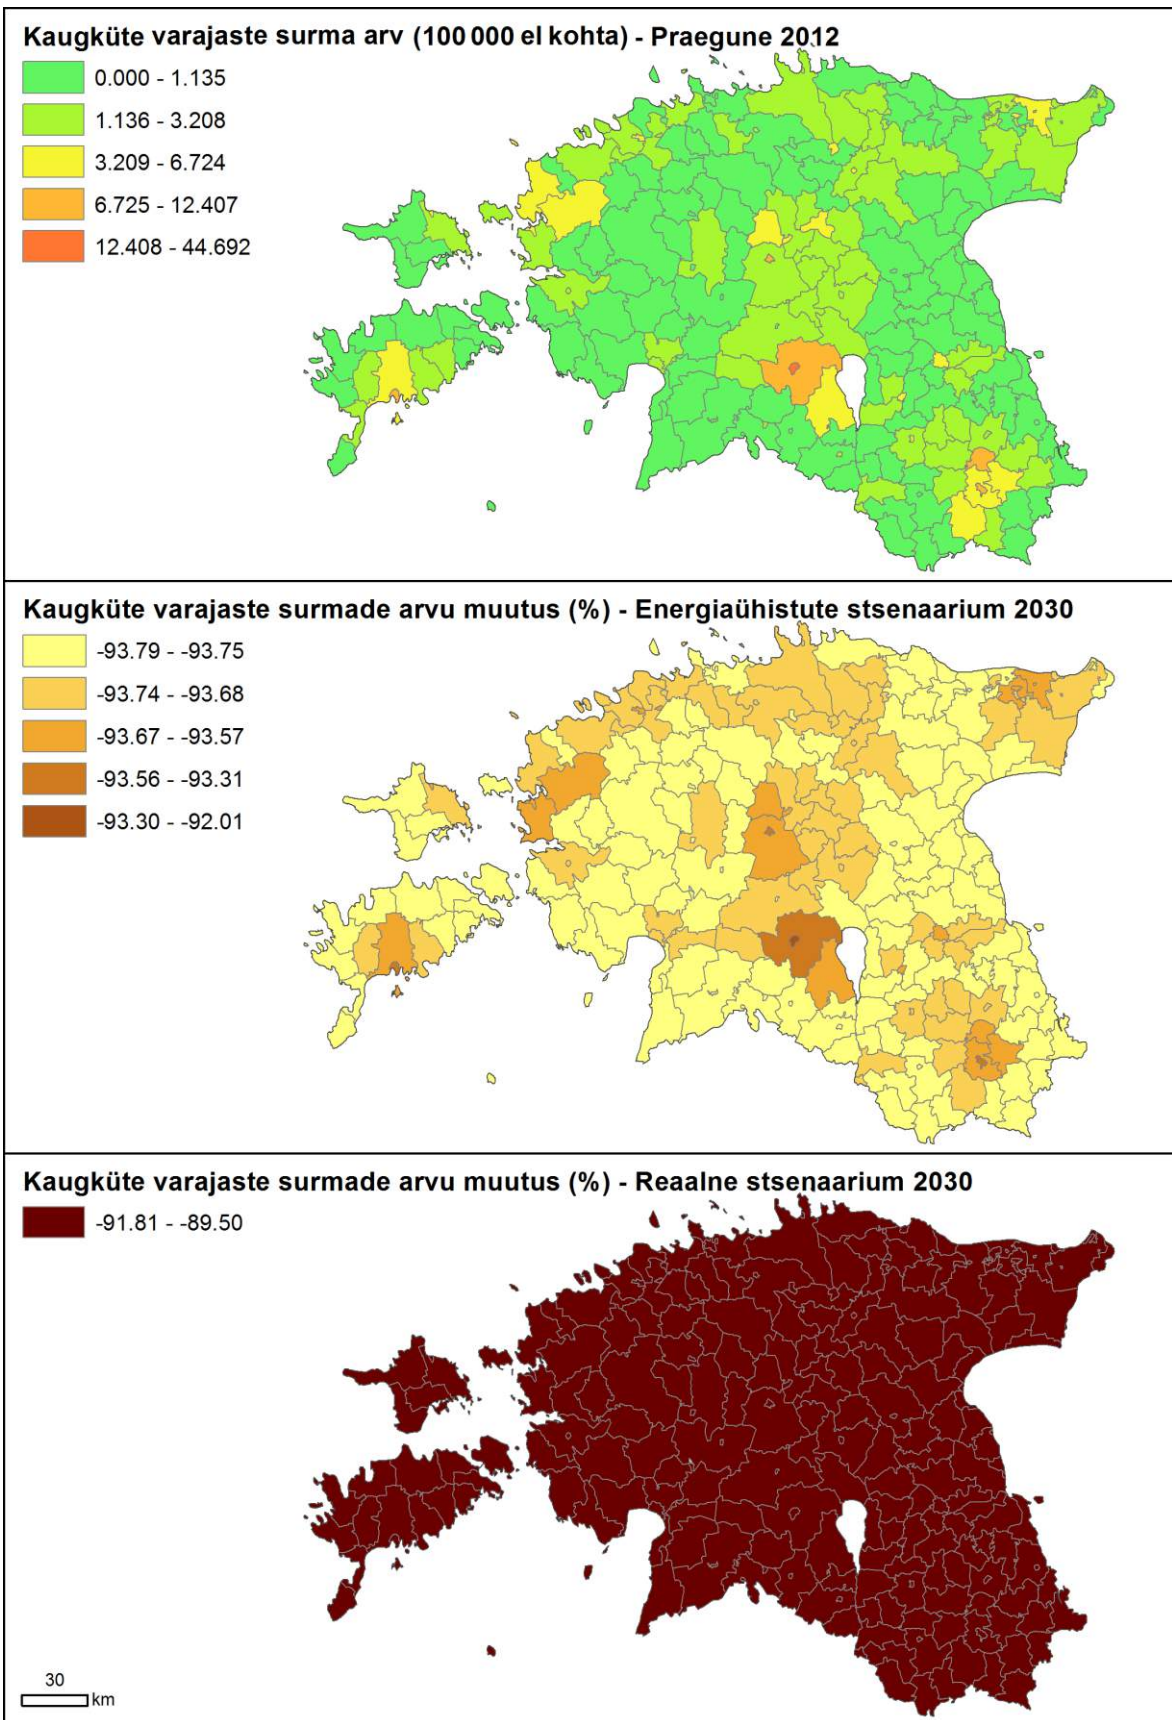 Kaugküte varajaste surma arv (100 000 el kohta) - Praegune 2012
0.000 - 1.135
1.136 - 3.208
3.209 - 6.724
6.725 - 12.407
12.408 - 44.692
Kaugküte varajaste surmade arvu muutus (%) - Energiaühistute stsenaarium 2030
-93.79 - -93.75
-93.74 - -93.68
-93.67 - -93.57
-93.56 - -93.31
-93.30 - -92.01
Kaugküte varajaste surmade arvu muutus (%) - Reaalne stsenaarium 2030
-91.81 - -89.50
30
km